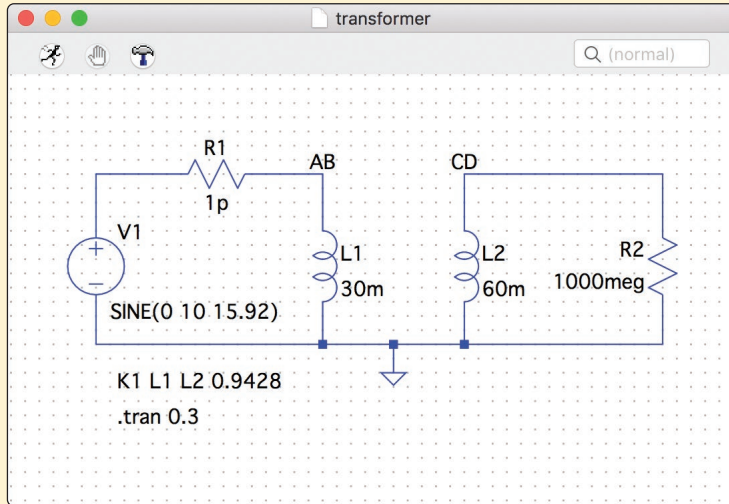 transformer
(normal)
R1
AB
CD
1p
V1
L1
L2
R2
30m
60m
1000meg
SINE(0 10 15.92)
K1 L1 L2 0.9428
.tran 0.3